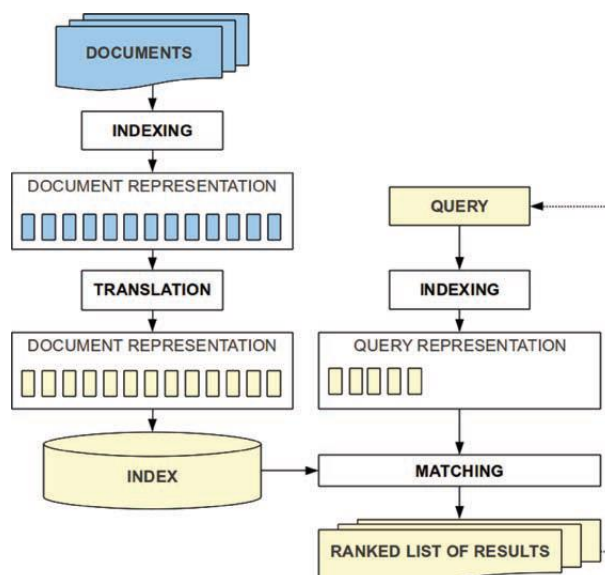 DOCUMENTS
INDEXING
DOCUMENT REPRESENTATION
TRANSLATION
DOCUMENT REPRESENTATION
INDEX
QUERY
INDEXING
QUERY REPRESENTATION
MATCHING
RANKED LIST OF RESULTS